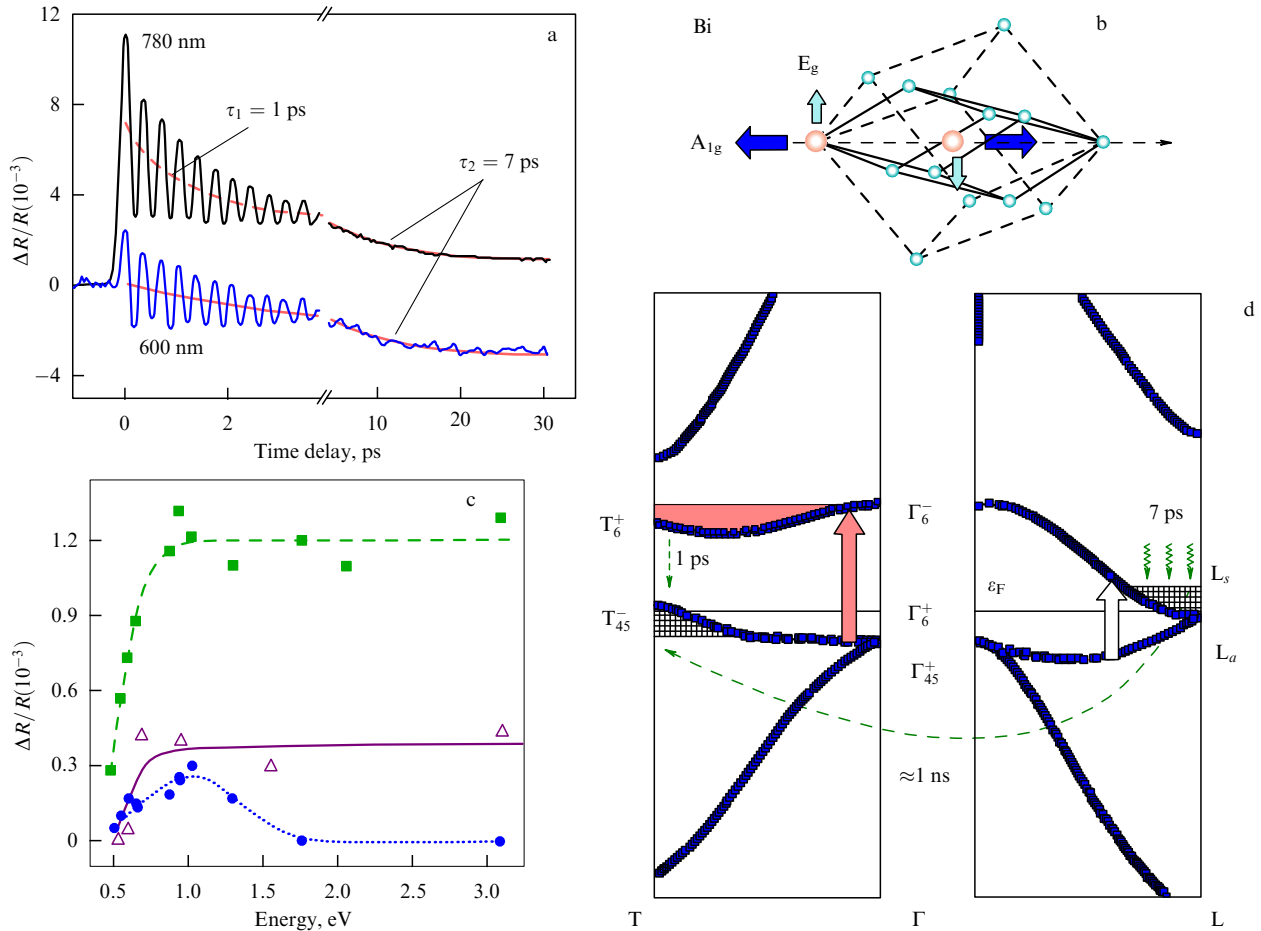 a
12
8
4
0
−4
ΔR/R(10⁻³)
780 nm
τ₁ = 1 ps
τ₂ = 7 ps
600 nm
0
2
10
20
30
Time delay, ps
Bi
b
E_g
A_1g
c
1.2
0.9
0.6
0.3
0
ΔR/R(10⁻³)
0.5
1.0
1.5
2.0
2.5
3.0
Energy, eV
d
T₆⁺
1 ps
T₄₅⁻
Γ₆⁻
Γ₆⁺
Γ₄₅⁺
7 ps
ε_F
L_s
L_a
≈1 ns
T
Γ
L